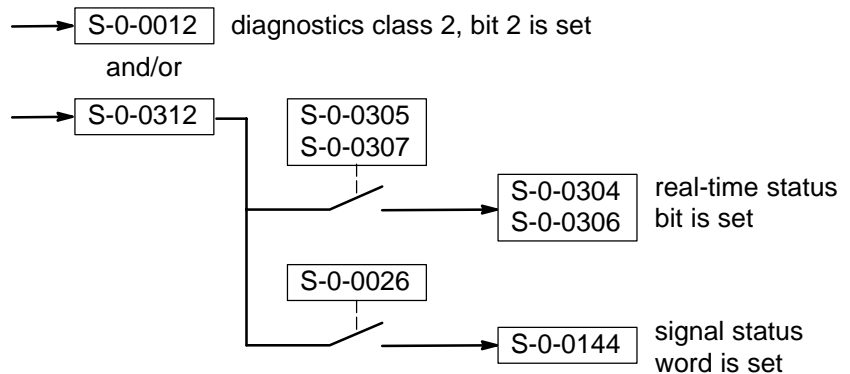 S-0-0012 diagnostics class 2, bit 2 is set
and/or
S-0-0312
S-0-0305
S-0-0307
S-0-0304
S-0-0306
real-time status
bit is set
S-0-0026
S-0-0144
signal status
word is set